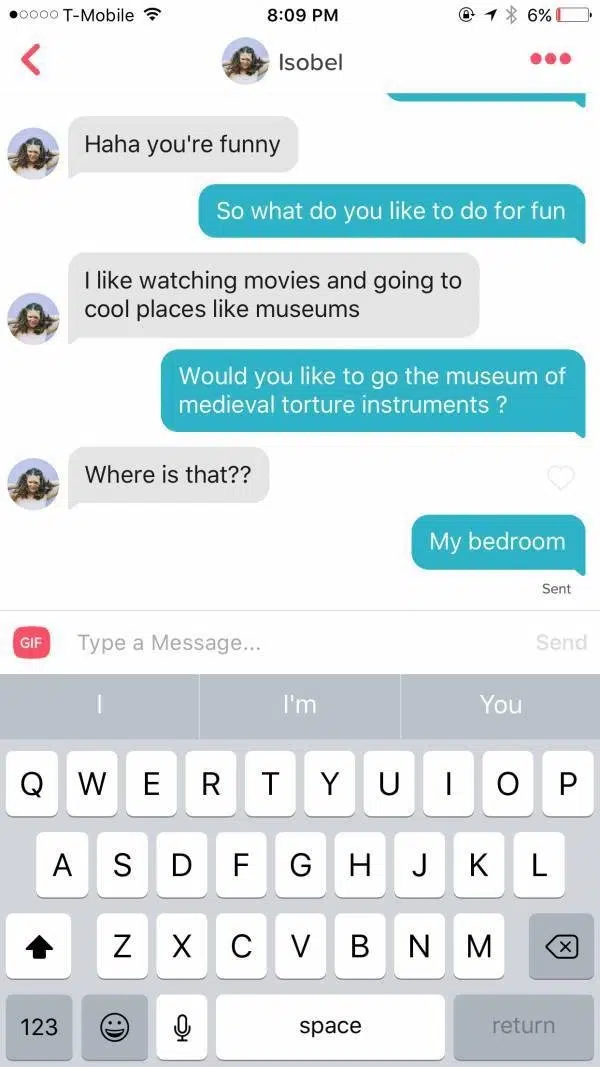 T-Mobile 8:09 PM 6%
Isobel
Haha you're funny
So what do you like to do for fun
I like watching movies and going to
cool places like museums
Would you like to go the museum of
medieval torture instruments ?
Where is that??
My bedroom
Sent
GIF Type a Message... Send
I I'm You
Q W E R T Y U I O P
A S D F G H J K L
Z X C V B N M
123 space return